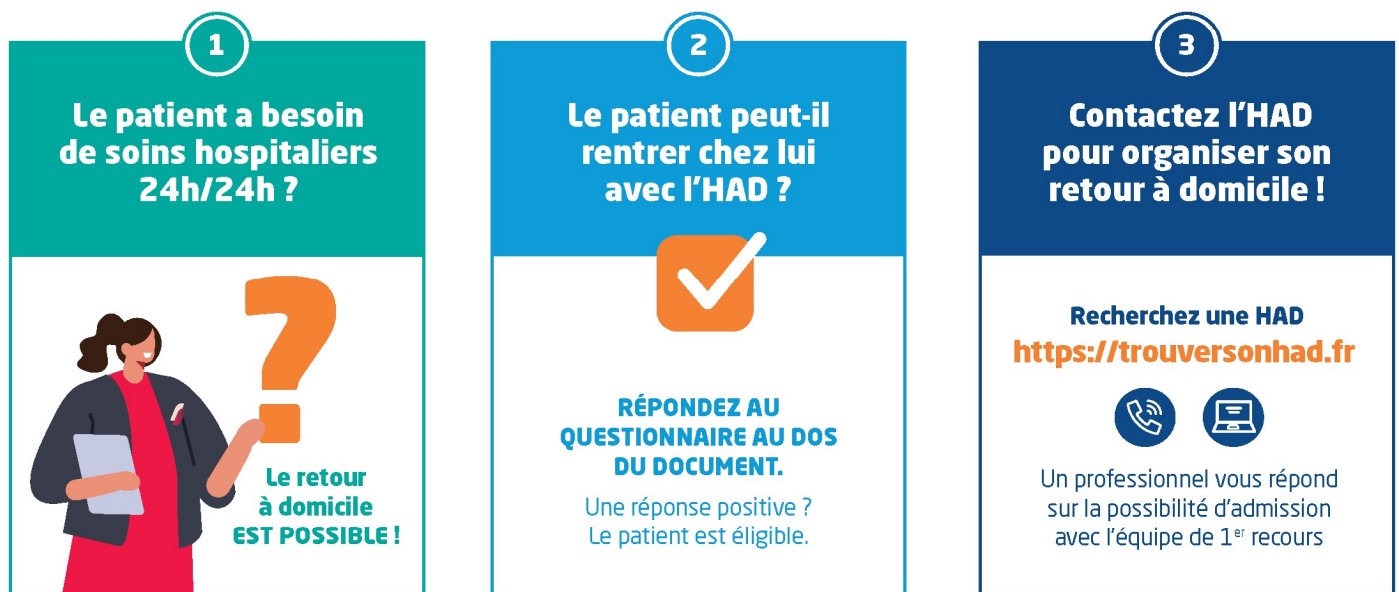 1
Le patient a besoin
de soins hospitaliers
24h/24h ?
Le retour
à domicile
EST POSSIBLE !
2
Le patient peut-il
rentrer chez lui
avec l'HAD ?
RÉPONDEZ AU
QUESTIONNAIRE AU DOS
DU DOCUMENT.
Une réponse positive ?
Le patient est éligible.
3
Contactez l'HAD
pour organiser son
retour à domicile !
Recherchez une HAD
https://trouversonhad.fr
Un professionnel vous répond
sur la possibilité d'admission
avec l'équipe de 1er recours